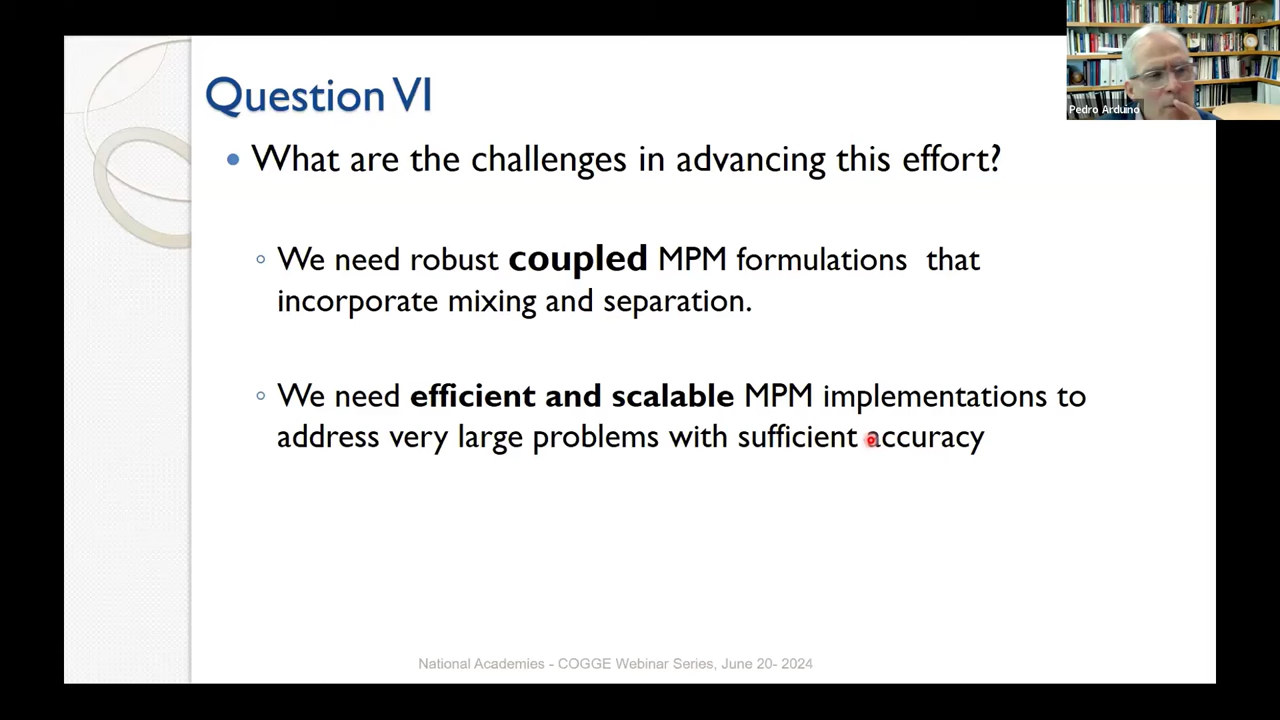 Question VI
Pedro Arduino
• What are the challenges in advancing this effort?
◦ We need robust coupled MPM formulations that
incorporate mixing and separation.
◦ We need efficient and scalable MPM implementations to
address very large problems with sufficient accuracy
National Academies - COGGE Webinar Series, June 20- 2024